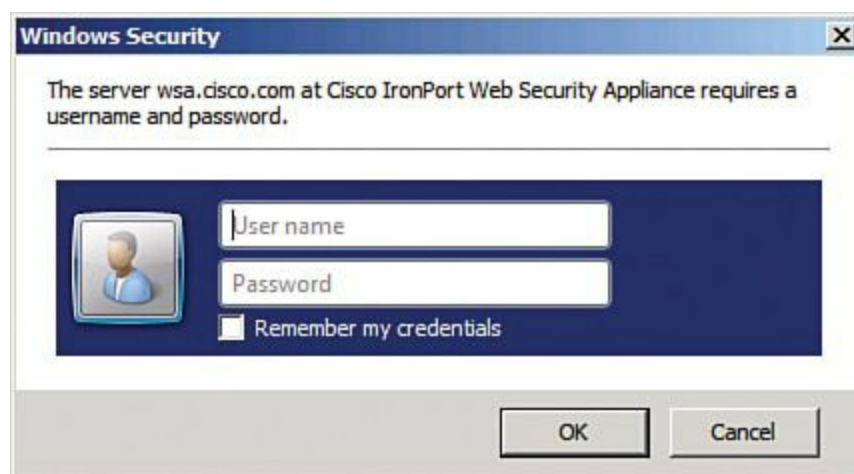 Windows Security
The server wsa.cisco.com at Cisco IronPort Web Security Appliance requires a
username and password.
User name
Password
Remember my credentials
OK
Cancel